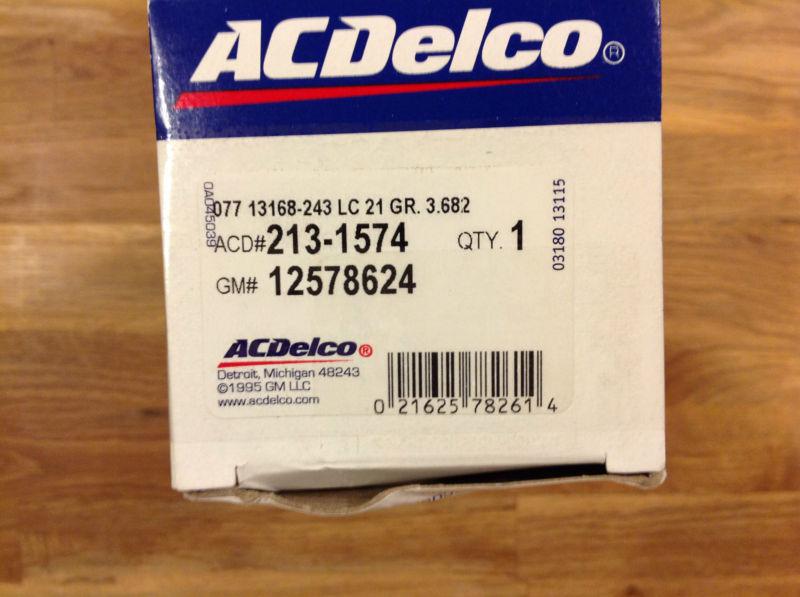 ACDelco®
077 13168-243 LC 21 GR. 3.682
0A045039
ACD#213-1574 QTY. 1
GM# 12578624
03180 13115
ACDelco®
Detroit, Michigan 48243
©1995 GM LLC
www.acdelco.com
0 21625 78261 4